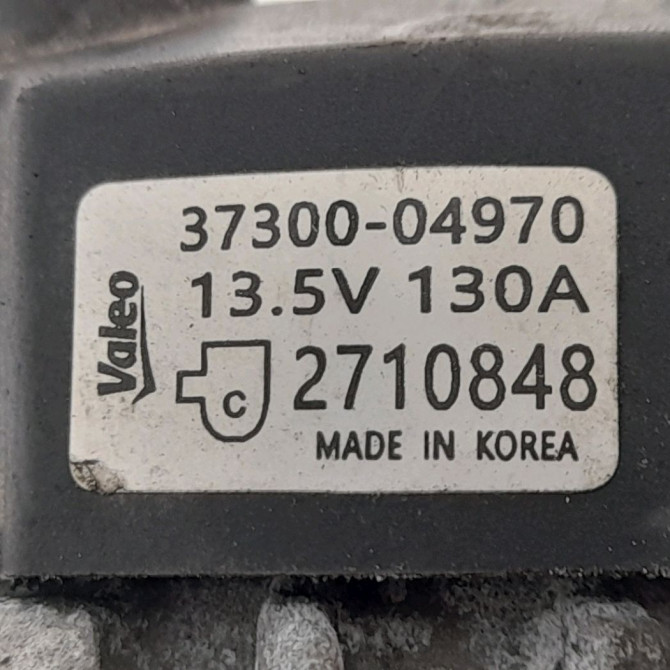 37300-04970
13.5V 130A
Valeo
C 2710848
MADE IN KOREA